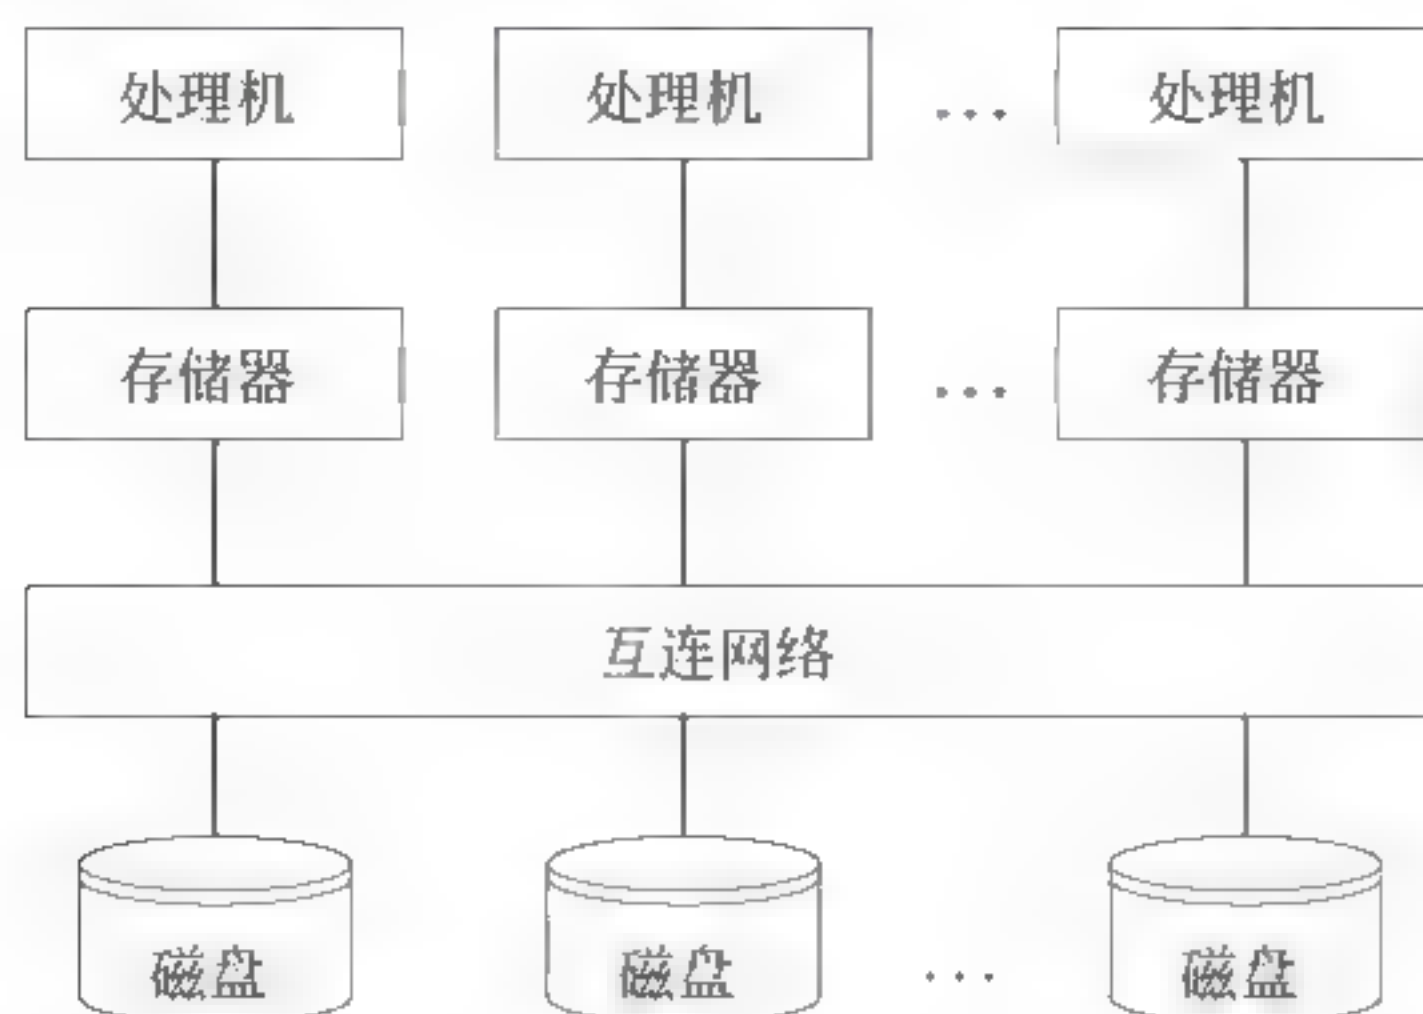 处理机 处理机 ... 处理机
存储器 存储器 ... 存储器
互连网络
磁盘 磁盘 ... 磁盘